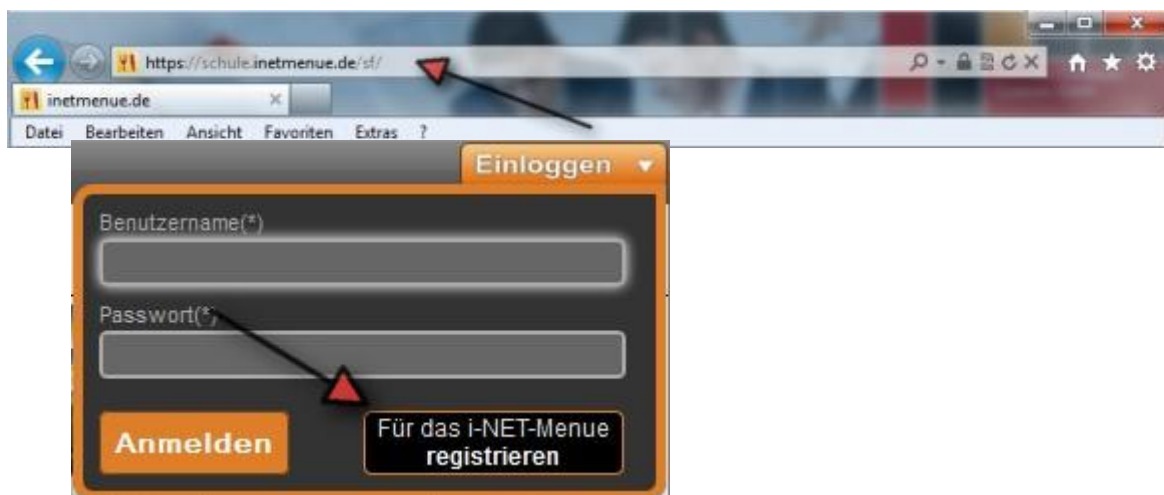 https://schule.inetmenue.de/sf/
inetmenue.de
Datei Bearbeiten Ansicht Favoriten Extras ?
Einloggen
Benutzername(*)
Passwort(*)
Anmelden
Für das i-NET-Menue
registrieren